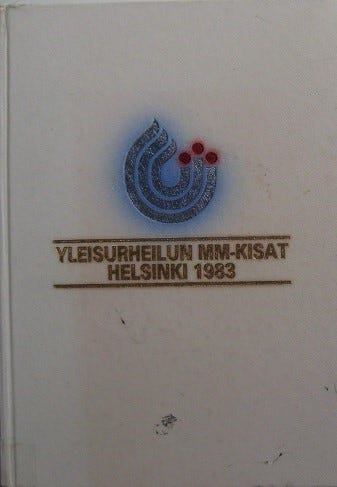 YLEISURHEILUN MM-KISAT
HELSINKI 1983